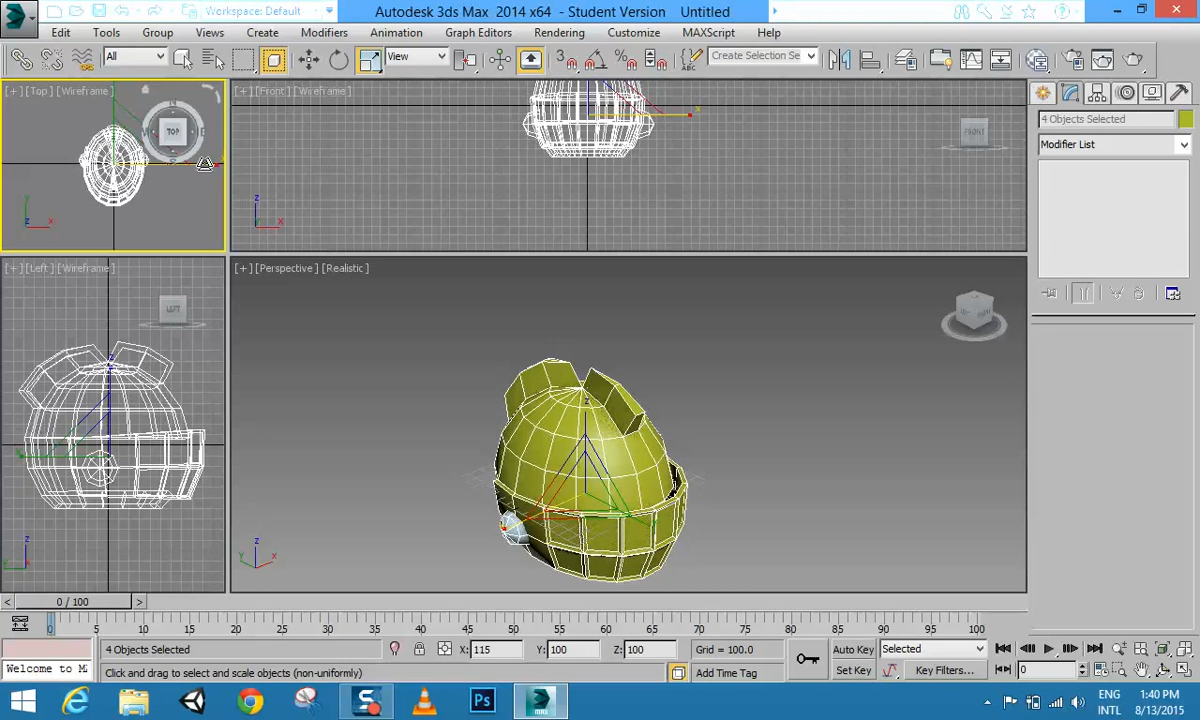 Workspace: Default
Autodesk 3ds Max 2014 x64 - Student Version Untitled
Edit Tools Group Views Create Modifiers Animation Graph Editors Rendering Customize MAXScript Help
All View Create Selection Se
[+] [Top] [Wireframe]
TOP
[+] [Front] [Wireframe]
x
FRONT
z
x
y
x
4 Objects Selected
Modifier List
[+] [Left] [Wireframe]
LEFT
z
y
z
[+] [Perspective] [Realistic]
z
z
y
x
< 0 / 100 >
0 5 10 15 20 25 30 35 40 45 50 55 60 65 70 75 80 85 90 95 100
4 Objects Selected X: 115 Y: 100 Z: 100 Grid = 100.0 Auto Key Selected
Welcome to M Click and drag to select and scale objects (non-uniformly) Add Time Tag Set Key Key Filters... 0
Ps MAX ENG 1:40 PM
INTL 8/13/2015